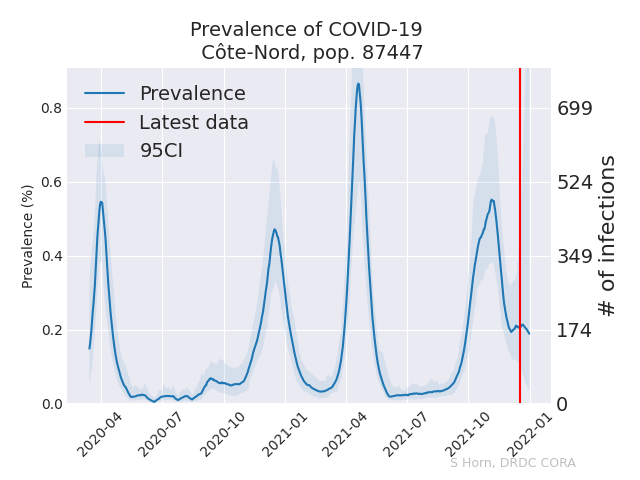 Prevalence of COVID-19
Côte-Nord, pop. 87447
Prevalence
Latest data
95CI
Prevalence (%)
0.8
0.6
0.4
0.2
0.0
699
524
349
174
0
# of infections
2020-04
2020-07
2020-10
2021-01
2021-04
2021-07
2021-10
2022-01
S Horn, DRDC CORA